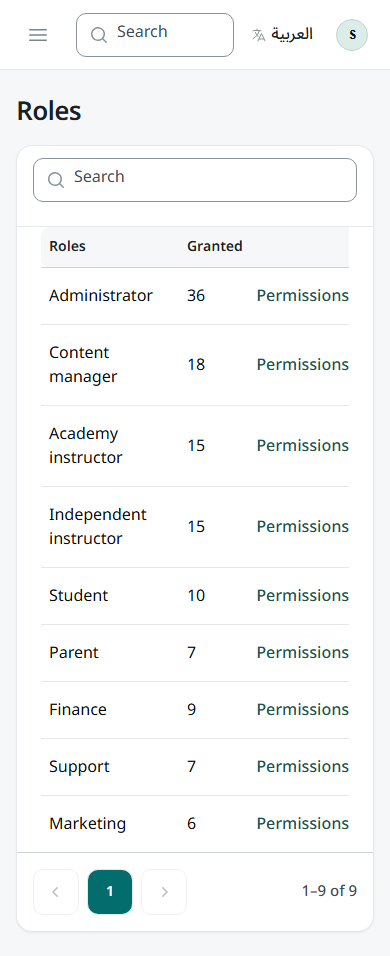 Search
العربية
S
Roles
Search
Roles Granted
Administrator 36 Permissions
Content
manager 18 Permissions
Academy
instructor 15 Permissions
Independent
instructor 15 Permissions
Student 10 Permissions
Parent 7 Permissions
Finance 9 Permissions
Support 7 Permissions
Marketing 6 Permissions
1 1–9 of 9